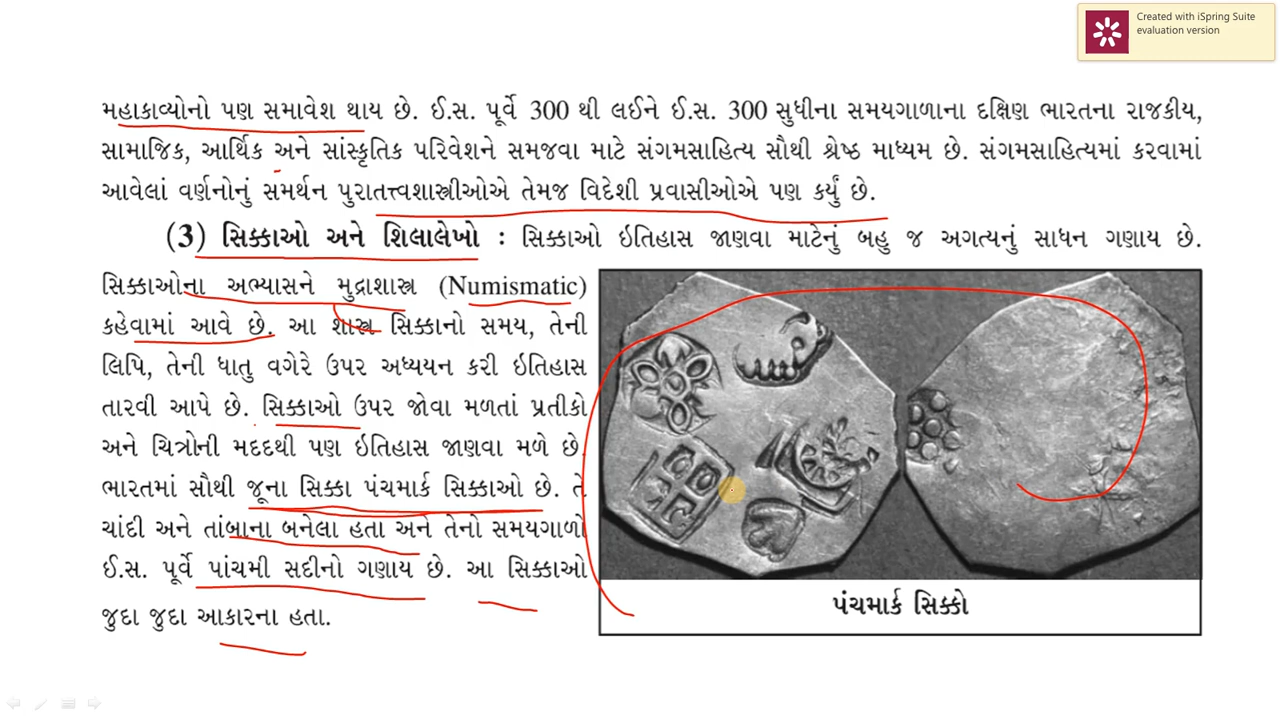 Created with iSpring Suite
evaluation version
મહાકાવ્યોનો પણ સમાવેશ થાય છે. ઈ.સ. પૂર્વે 300 થી લઈને ઈ.સ. 300 સુધીના સમયગાળાના દક્ષિણ ભારતના રાજકીય,
સામાજિક, આર્થિક અને સાંસ્કૃતિક પરિવેશને સમજવા માટે સંગમસાહિત્ય સૌથી શ્રેષ્ઠ માધ્યમ છે. સંગમસાહિત્યમાં કરવામાં
આવેલાં વર્ણનોનું સમર્થન પુરાતત્ત્વશાસ્ત્રીઓએ તેમજ વિદેશી પ્રવાસીઓએ પણ કર્યું છે.
(3) સિક્કાઓ અને શિલાલેખો : સિક્કાઓ ઇતિહાસ જાણવા માટેનું બહુ જ અગત્યનું સાધન ગણાય છે.
સિક્કાઓના અભ્યાસને મુદ્રાશાસ્ત્ર (Numismatic)
કહેવામાં આવે છે. આ શાસ્ત્ર સિક્કાનો સમય, તેની
લિપિ, તેની ધાતુ વગેરે ઉપર અધ્યયન કરી ઇતિહાસ
તારવી આપે છે. સિક્કાઓ ઉપર જોવા મળતાં પ્રતીકો
અને ચિત્રોની મદદથી પણ ઇતિહાસ જાણવા મળે છે.
ભારતમાં સૌથી જૂના સિક્કા પંચમાર્ક સિક્કાઓ છે. તે
ચાંદી અને તાંબાના બનેલા હતા અને તેનો સમયગાળો
ઈ.સ. પૂર્વે પાંચમી સદીનો ગણાય છે. આ સિક્કાઓ
જુદા જુદા આકારના હતા.
પંચમાર્ક સિક્કો